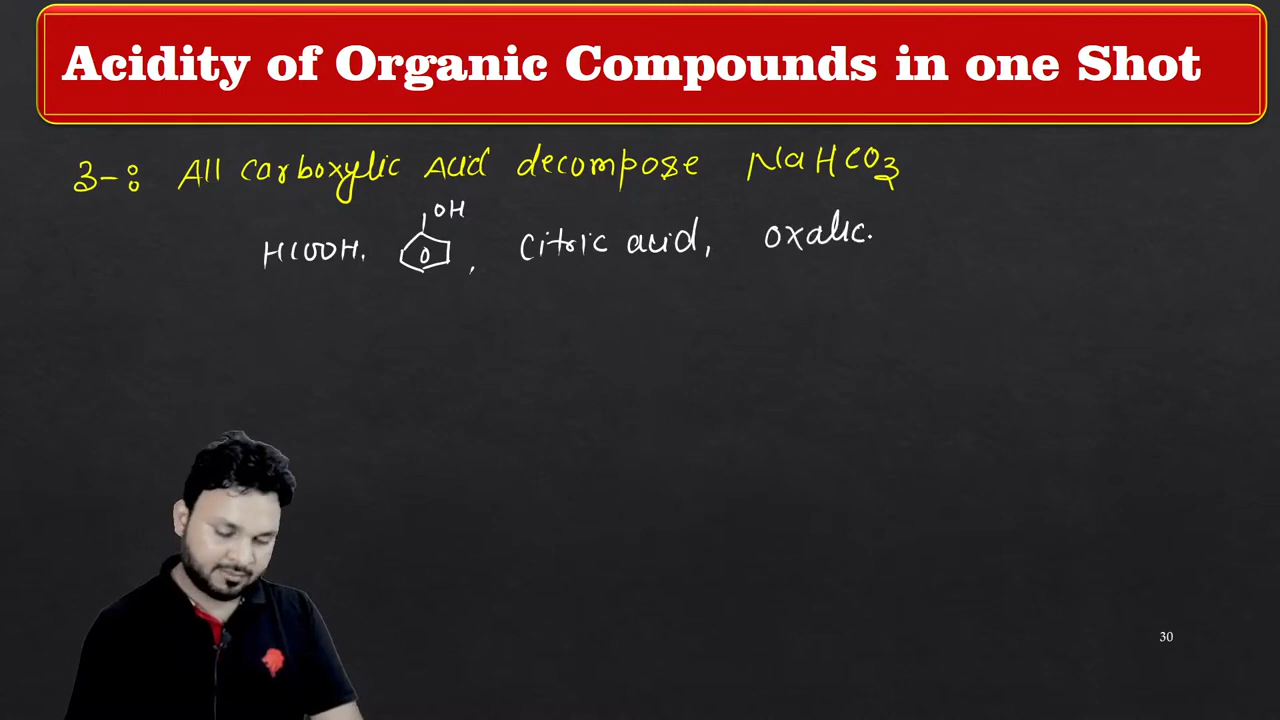 Acidity of Organic Compounds in one Shot
3-: All carboxylic Acid decompose NaHCO3
HCOOH. OH, citric acid, oxalic.
30